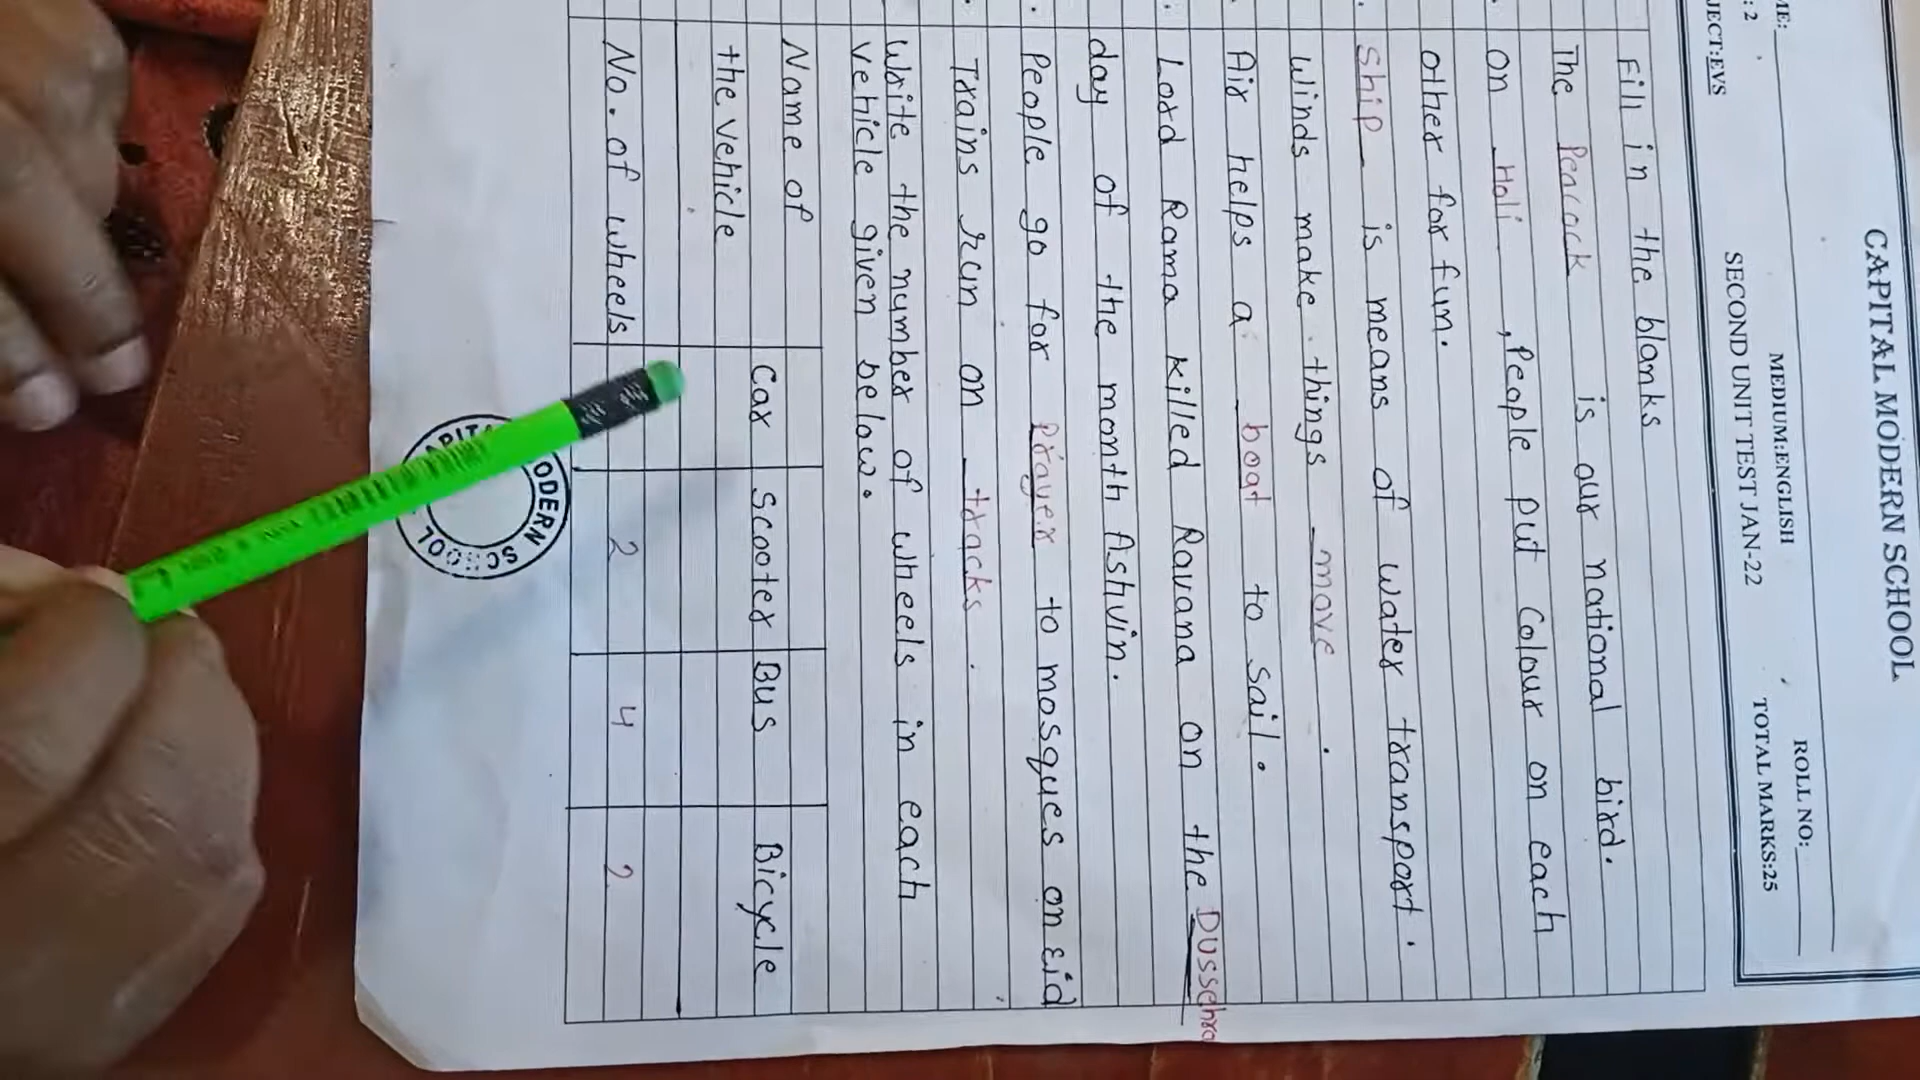 CAPITAL MODERN SCHOOL
ME: MEDIUM:ENGLISH ROLL NO:
: 2 SECOND UNIT TEST JAN-22 TOTAL MARKS:25
JECT:EVS
Fill in the blanks
The Peacock is our national bird.
on Holi , People put Colour on each
other for fun.
Ship is means of water transport.
Winds make things move.
Air helps a boat to sail.
Lord Rama killed Ravana on the Dussehra
day of the month Ashvin.
People go for prayer to mosques on Eid
Trains run on tracks.
Write the number of wheels in each
vehicle given below.
Name of the vehicle Car Scooter Bus Bicycle
No. of wheels 2 4 2
ODERN SCHOOL